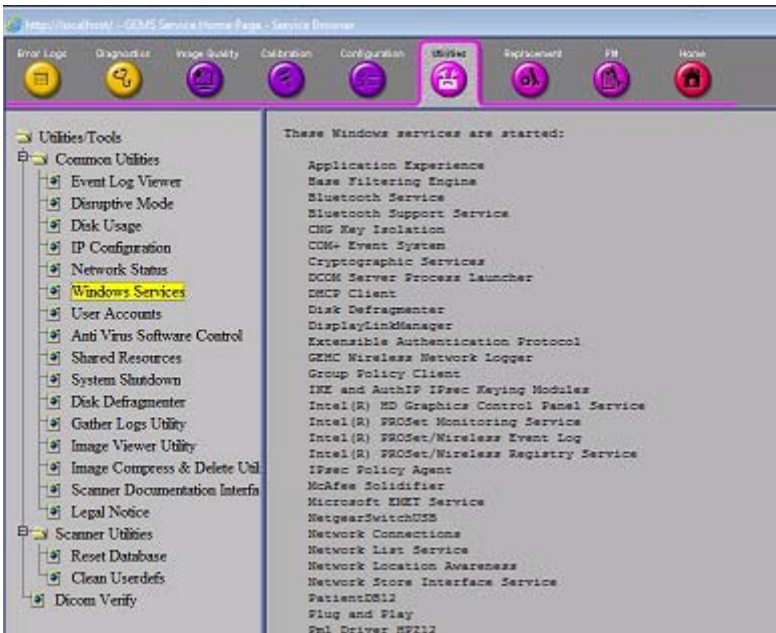 http://localhost/ - GEMS Service Home Page - Service Browser
Error Logs Diagnostics Image Quality Calibration Configuration Utilities Replacement PM Home
Utilities/Tools
Common Utilities
Event Log Viewer
Disruptive Mode
Disk Usage
IP Configuration
Network Status
Windows Services
User Accounts
Anti Virus Software Control
Shared Resources
System Shutdown
Disk Defragmenter
Gather Logs Utility
Image Viewer Utility
Image Compress & Delete Util
Scanner Documentation Interfa
Legal Notice
Scanner Utilities
Reset Database
Clean Userdefs
Dicom Verify
These Windows services are started:
Application Experience
Base Filtering Engine
Bluetooth Service
Bluetooth Support Service
CNG Key Isolation
COM+ Event System
Cryptographic Services
DCOM Server Process Launcher
DHCP Client
Disk Defragmenter
DisplayLinkManager
Extensible Authentication Protocol
GEHC Wireless Network Logger
Group Policy Client
IKE and AuthIP IPsec Keying Modules
Intel(R) HD Graphics Control Panel Service
Intel(R) PROSet Monitoring Service
Intel(R) PROSet/Wireless Event Log
Intel(R) PROSet/Wireless Registry Service
IPsec Policy Agent
McAfee Solidifier
Microsoft EMET Service
NetgearSwitchUSB
Network Connections
Network List Service
Network Location Awareness
Network Store Interface Service
PatientDB12
Plug and Play
Pml Driver HPZ12